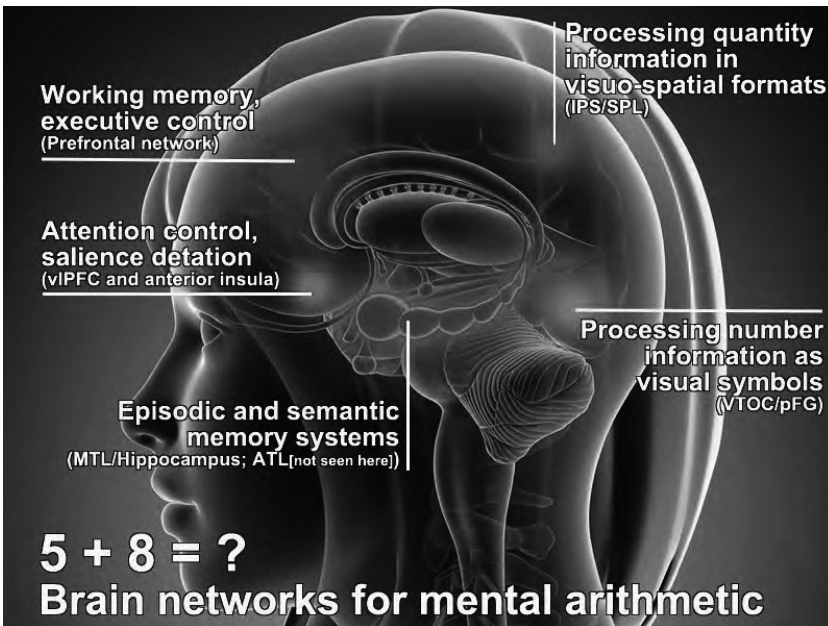 Processing quantity
information in
visuo-spatial formats
(IPS/SPL)
Working memory,
executive control
(Prefrontal network)
Attention control,
salience detation
(vlPFC and anterior insula)
Processing number
information as
visual symbols
(VTOC/pFG)
Episodic and semantic
memory systems
(MTL/Hippocampus; ATL[not seen here])
5 + 8 = ?
Brain networks for mental arithmetic